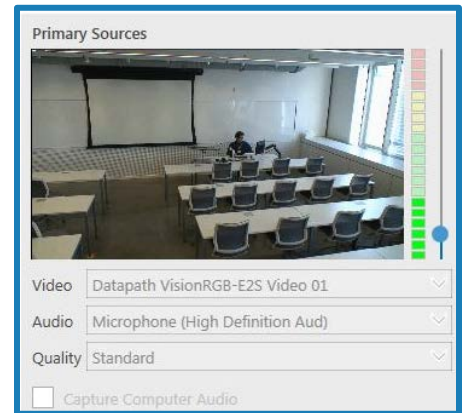 Primary Sources
Video Datapath VisionRGB-E2S Video 01
Audio Microphone (High Definition Aud)
Quality Standard
Capture Computer Audio